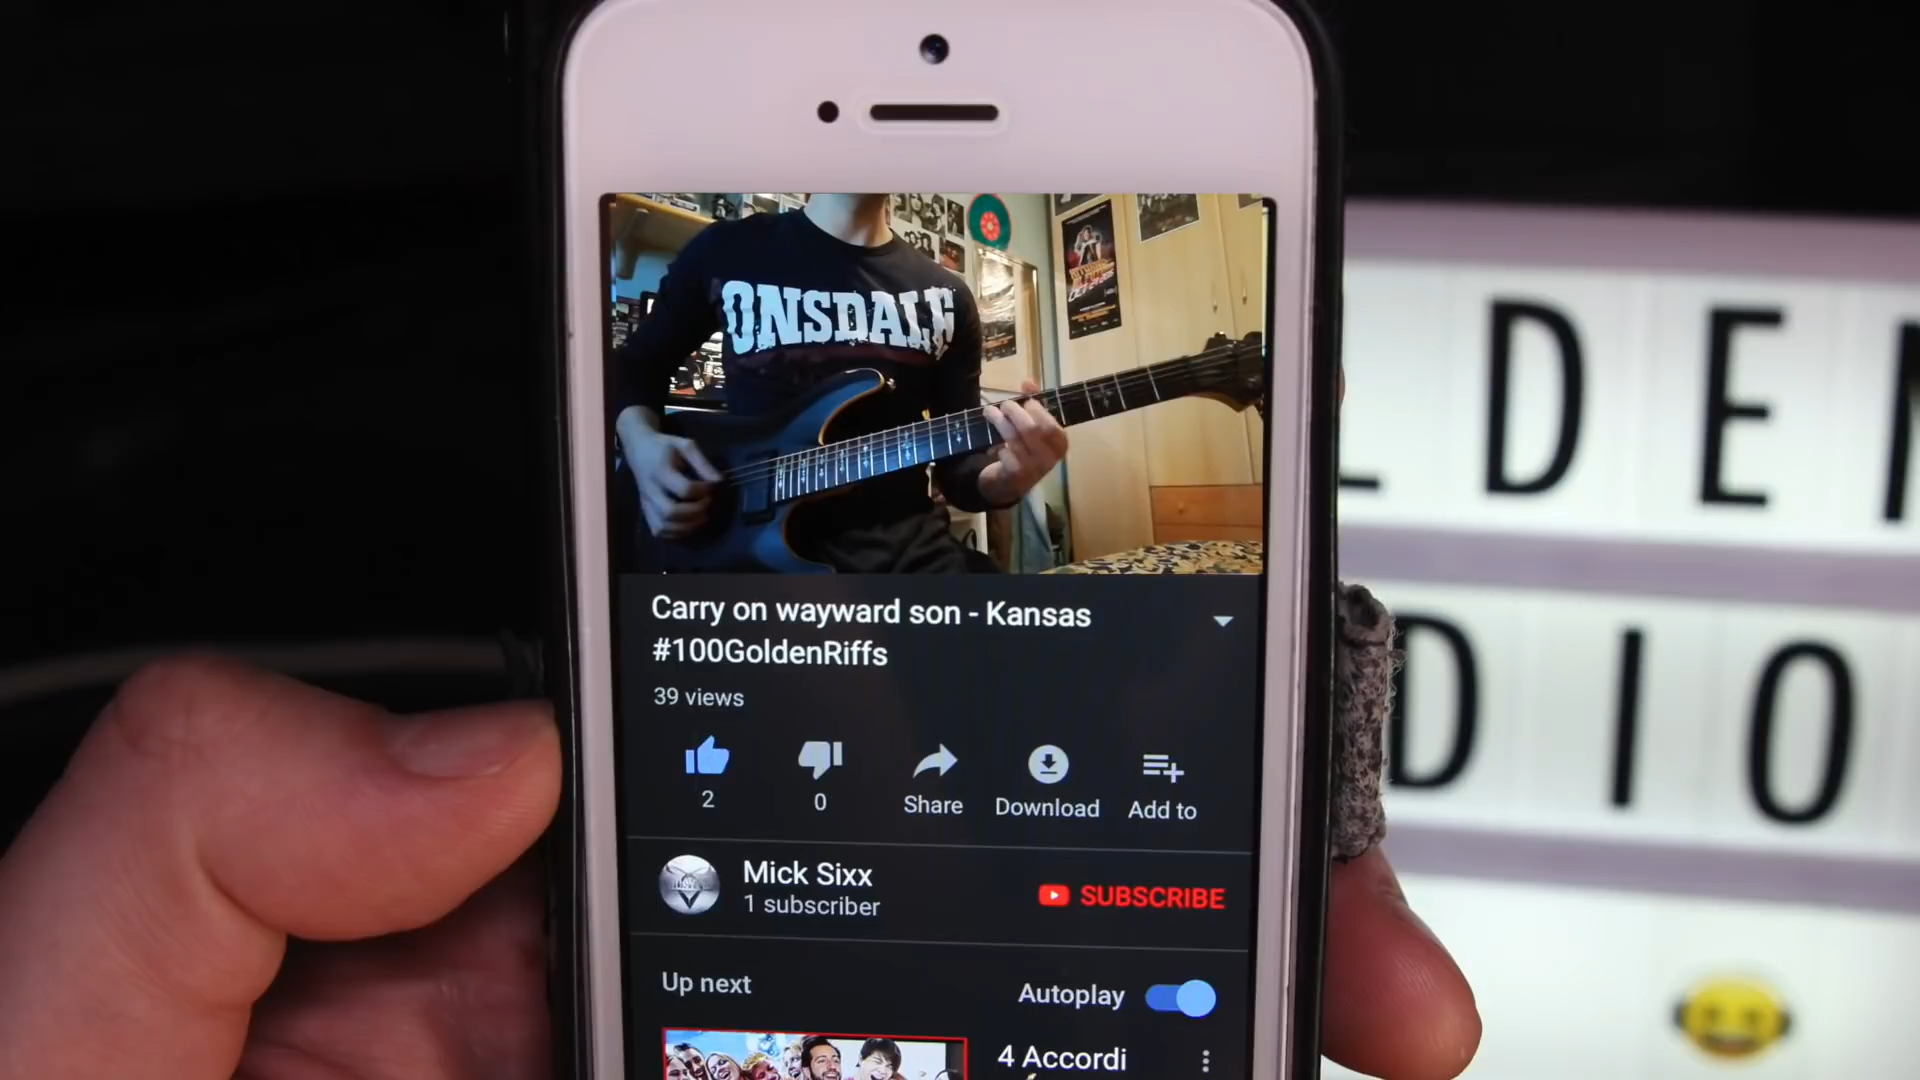 ONSDALE
Carry on wayward son - Kansas
#100GoldenRiffs
39 views
2
0
Share
Download
Add to
Mick Sixx
1 subscriber
SUBSCRIBE
Up next
Autoplay
4 Accordi
LDEN
DIO